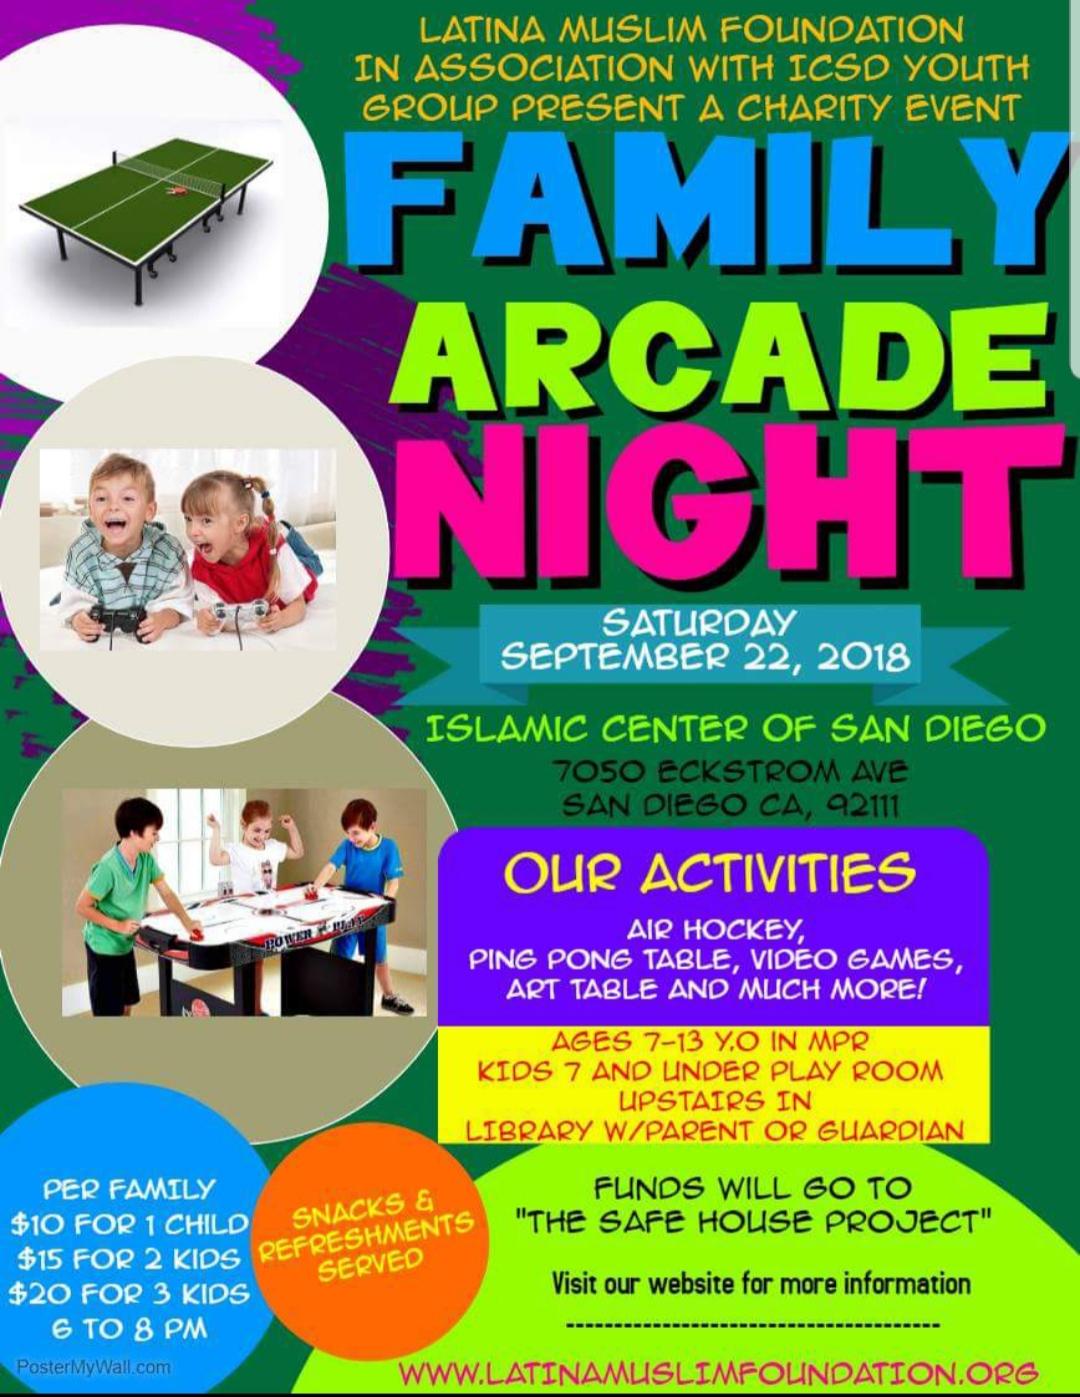 LATINA MUSLIM FOUNDATION
IN ASSOCIATION WITH ICSD YOUTH
GROUP PRESENT A CHARITY EVENT
FAMILY
ARCADE
NIGHT
SATURDAY
SEPTEMBER 22, 2018
ISLAMIC CENTER OF SAN DIEGO
7050 ECKSTROM AVE
SAN DIEGO CA, 92111
OUR ACTIVITIES
AIR HOCKEY,
PING PONG TABLE, VIDEO GAMES,
ART TABLE AND MUCH MORE!
POWER PLAY
AGES 7-13 Y.O IN MPR
KIDS 7 AND UNDER PLAY ROOM
UPSTAIRS IN
LIBRARY W/PARENT OR GUARDIAN
PER FAMILY
$10 FOR 1 CHILD
$15 FOR 2 KIDS
$20 FOR 3 KIDS
6 TO 8 PM
SNACKS &
REFRESHMENTS
SERVED
FUNDS WILL GO TO
"THE SAFE HOUSE PROJECT"
Visit our website for more information
--------------------------------------
WWW.LATINAMUSLIMFOUNDATION.ORG
PosterMyWall.com